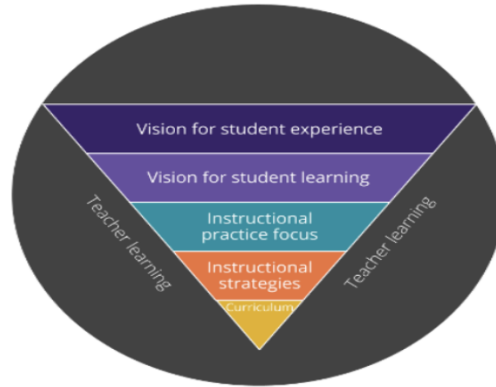 Vision for student experience
Vision for student learning
Instructional
practice focus
Instructional
strategies
Curriculum
Teacher learning
Teacher learning